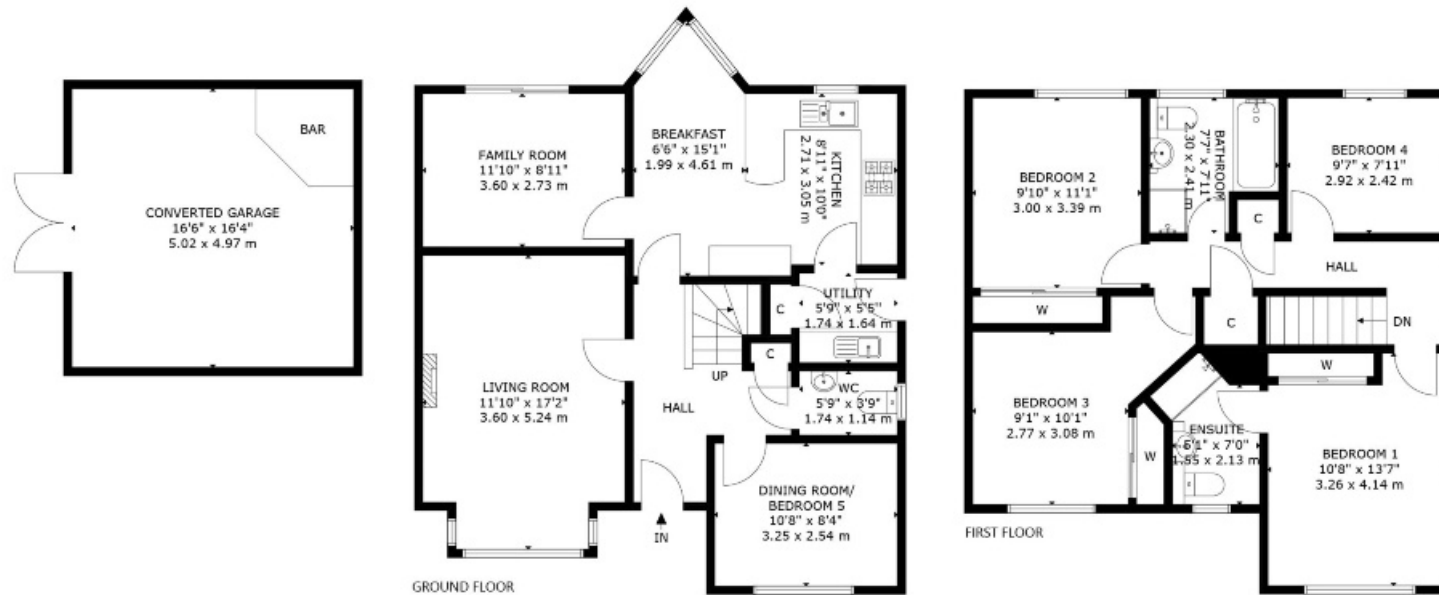 BAR
CONVERTED GARAGE
16'6" x 16'4"
5.02 x 4.97 m
FAMILY ROOM
11'10" x 8'11"
3.60 x 2.73 m
BREAKFAST
6'6" x 15'1"
1.99 x 4.61 m
KITCHEN
8'11" x 10'0"
2.71 x 3.05 m
UTILITY
5'9" x 5'5"
1.74 x 1.64 m
C
C
UP
LIVING ROOM
11'10" x 17'2"
3.60 x 5.24 m
HALL
WC
5'9" x 3'9"
1.74 x 1.14 m
DINING ROOM/
BEDROOM 5
10'8" x 8'4"
3.25 x 2.54 m
IN
GROUND FLOOR
BEDROOM 2
9'10" x 11'1"
3.00 x 3.39 m
W
BATHROOM
7'7" x 7'11"
2.30 x 2.41 m
BEDROOM 4
9'7" x 7'11"
2.92 x 2.42 m
C
HALL
C
DN
W
BEDROOM 3
9'1" x 10'1"
2.77 x 3.08 m
W
ENSUITE
5'1" x 7'0"
1.55 x 2.13 m
BEDROOM 1
10'8" x 13'7"
3.26 x 4.14 m
FIRST FLOOR